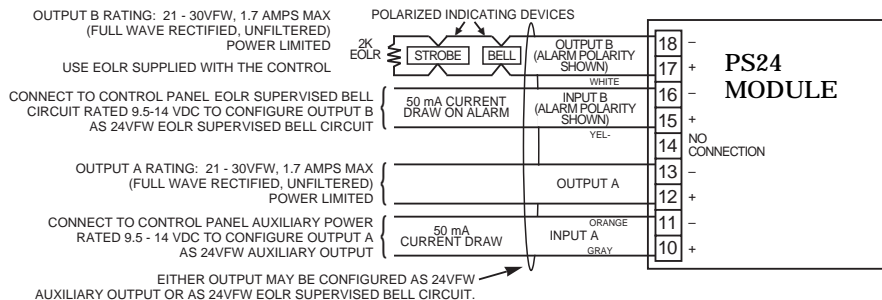 OUTPUT B RATING: 21 - 30VFW, 1.7 AMPS MAX
(FULL WAVE RECTIFIED, UNFILTERED)
POWER LIMITED
USE EOLR SUPPLIED WITH THE CONTROL
POLARIZED INDICATING DEVICES
2K
EOLR
STROBE
BELL
OUTPUT B
(ALARM POLARITY
SHOWN)
18 –
17 +
WHITE
CONNECT TO CONTROL PANEL EOLR SUPERVISED BELL
CIRCUIT RATED 9.5-14 VDC TO CONFIGURE OUTPUT B
AS 24VFW EOLR SUPERVISED BELL CIRCUIT
50 mA CURRENT
DRAW ON ALARM
INPUT B
(ALARM POLARITY
SHOWN)
16 –
15 +
YEL-
14 NO
CONNECTION
OUTPUT A RATING: 21 - 30VFW, 1.7 AMPS MAX
(FULL WAVE RECTIFIED, UNFILTERED)
POWER LIMITED
OUTPUT A
13 –
12 +
CONNECT TO CONTROL PANEL AUXILIARY POWER
RATED 9.5 - 14 VDC TO CONFIGURE OUTPUT A
AS 24VFW AUXILIARY OUTPUT
50 mA
CURRENT DRAW
ORANGE
INPUT A
GRAY
11 –
10 +
PS24
MODULE
EITHER OUTPUT MAY BE CONFIGURED AS 24VFW
AUXILIARY OUTPUT OR AS 24VFW EOLR SUPERVISED BELL CIRCUIT.